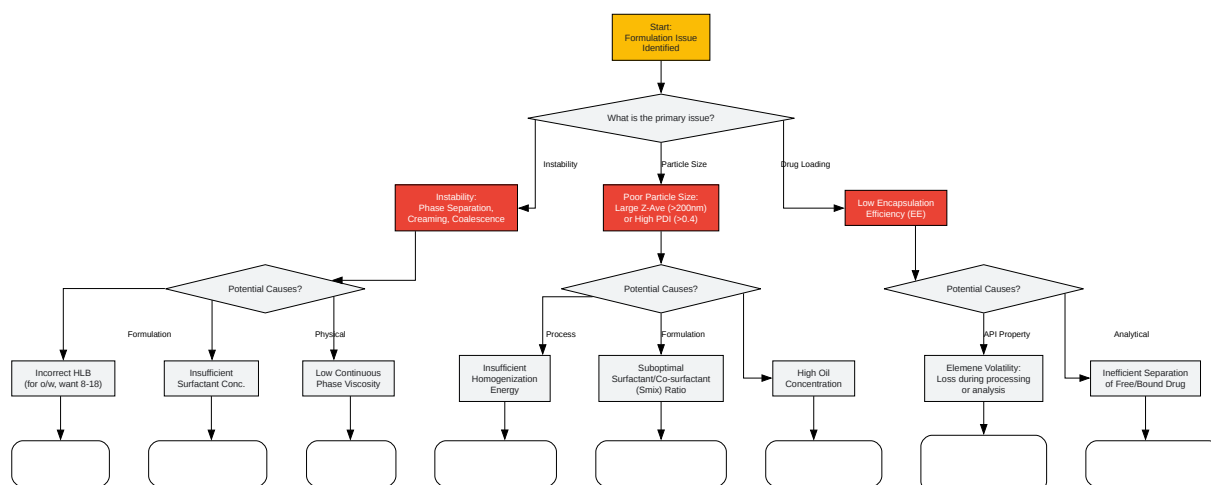 Start:
Formulation Issue
Identified
What is the primary issue?
Instability
Particle Size
Drug Loading
Instability:
Phase Separation,
Creaming, Coalescence
Poor Particle Size:
Large Z-Ave (>200nm)
or High PDI (>0.4)
Low Encapsulation
Efficiency (EE)
Potential Causes?
Potential Causes?
Potential Causes?
Formulation
Physical
Process
Formulation
API Property
Analytical
Incorrect HLB
(for o/w, want 8-18)
Insufficient
Surfactant Conc.
Low Continuous
Phase Viscosity
Insufficient
Homogenization
Energy
Suboptimal
Surfactant/Co-surfactant
(Smix) Ratio
High Oil
Concentration
Elemene Volatility:
Loss during processing
or analysis
Inefficient Separation
of Free/Bound Drug